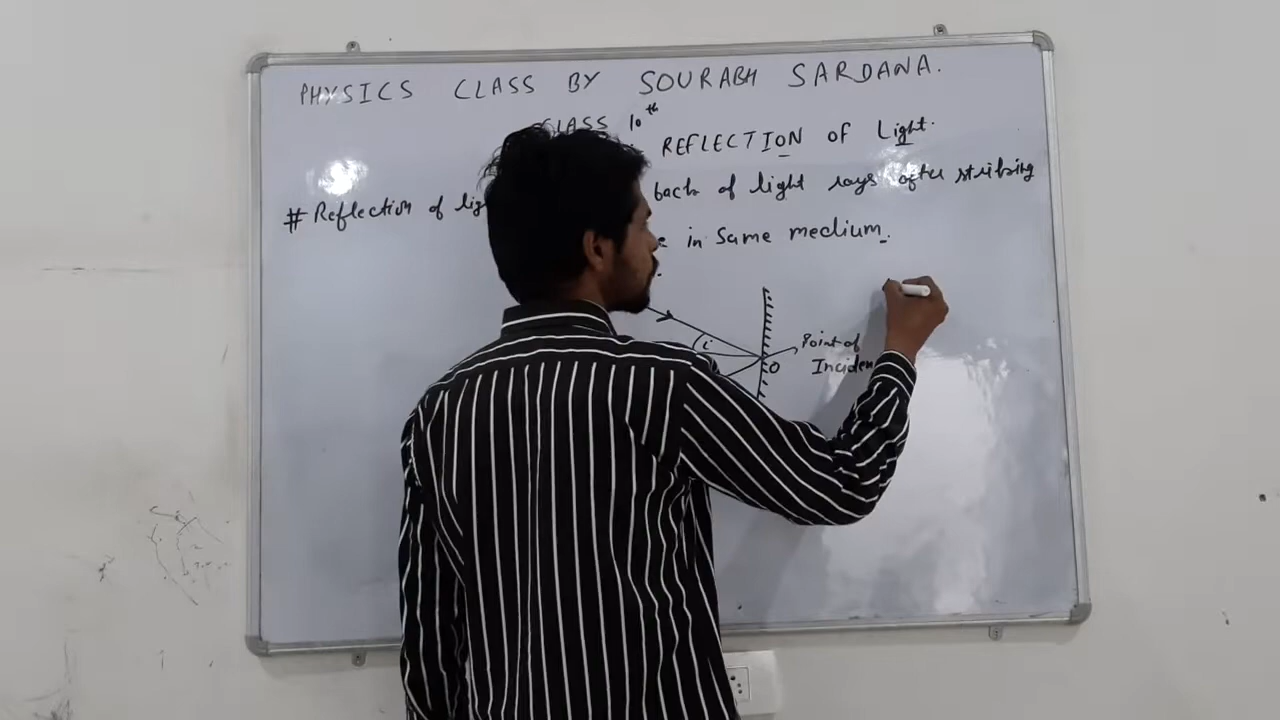 PHYSICS CLASS BY SOURABH SARDANA.
CLASS 10th
REFLECTION OF Light.
# Reflection of back of light rays after striking
in Same medium.
i
Point of
O